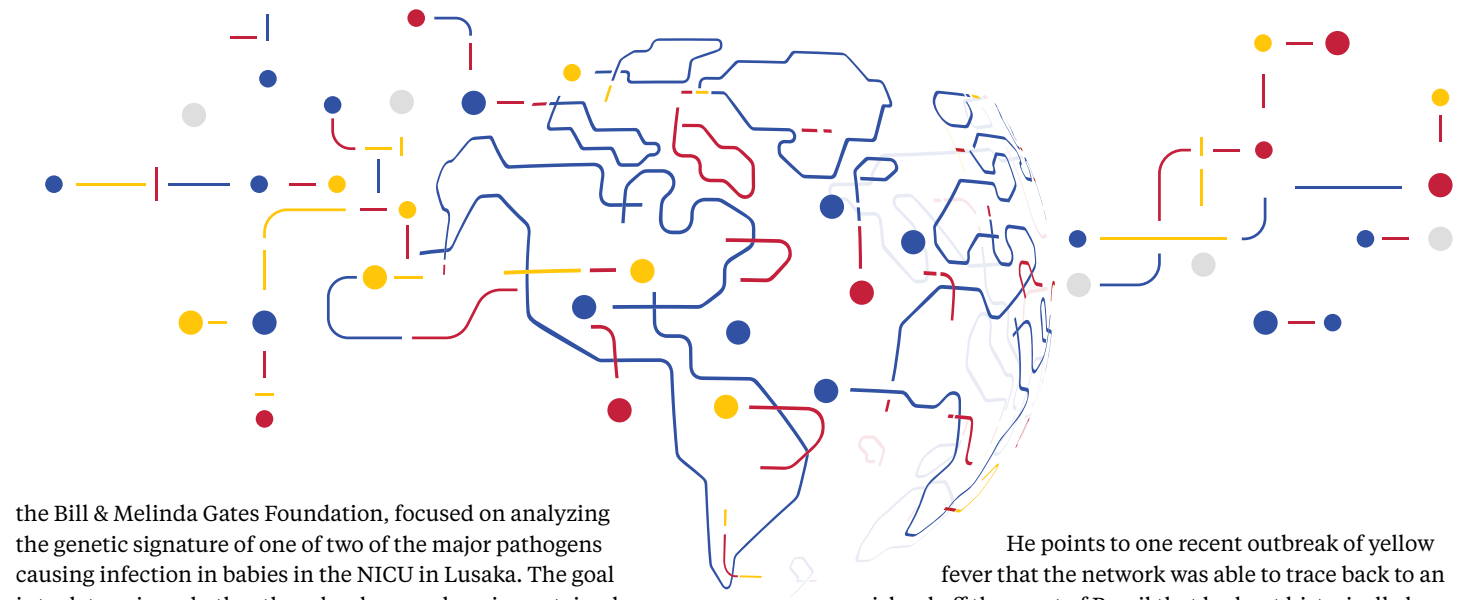 the Bill & Melinda Gates Foundation, focused on analyzing
the genetic signature of one of two of the major pathogens
causing infection in babies in the NICU in Lusaka. The goal
He points to one recent outbreak of yellow
fever that the network was able to trace back to an